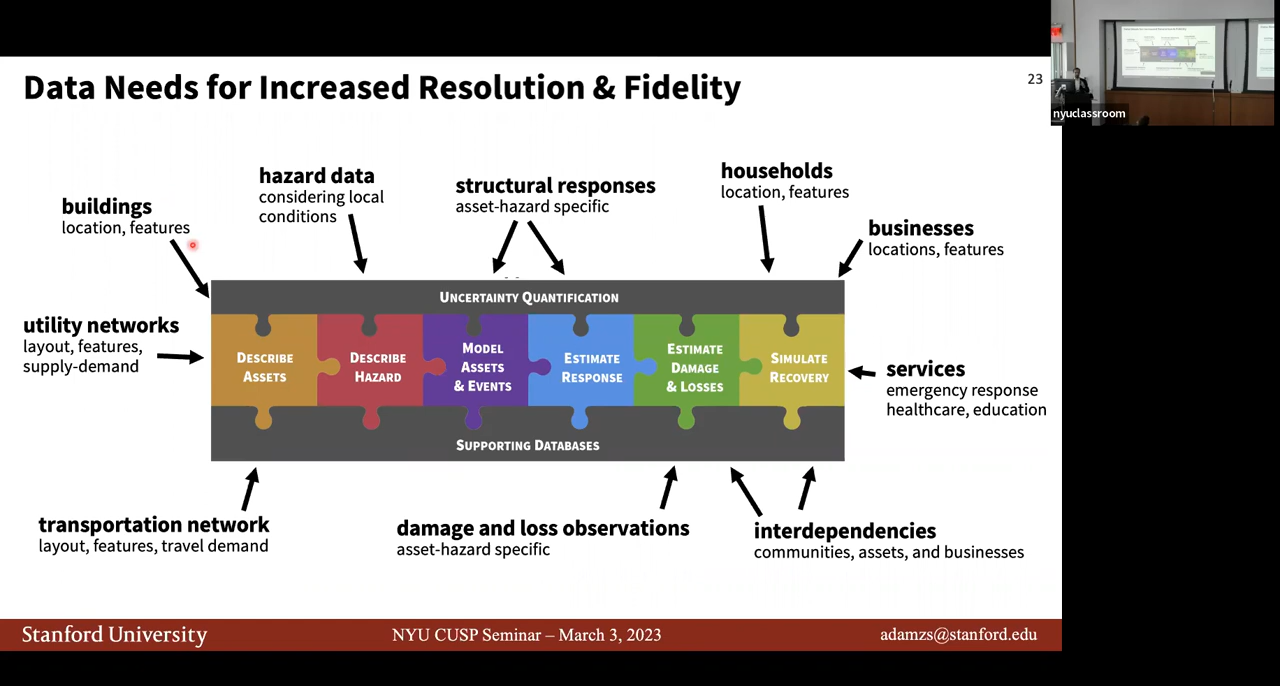 Data Needs for Increased Resolution & Fidelity
23
nyuclassroom
buildings
location, features
hazard data
considering local
conditions
structural responses
asset-hazard specific
households
location, features
businesses
locations, features
utility networks
layout, features,
supply-demand
UNCERTAINTY QUANTIFICATION
DESCRIBE
ASSETS
DESCRIBE
HAZARD
MODEL
ASSETS
& EVENTS
ESTIMATE
RESPONSE
ESTIMATE
DAMAGE
& LOSSES
SIMULATE
RECOVERY
SUPPORTING DATABASES
services
emergency response
healthcare, education
transportation network
layout, features, travel demand
damage and loss observations
asset-hazard specific
interdependencies
communities, assets, and businesses
Stanford University
NYU CUSP Seminar – March 3, 2023
adamzs@stanford.edu